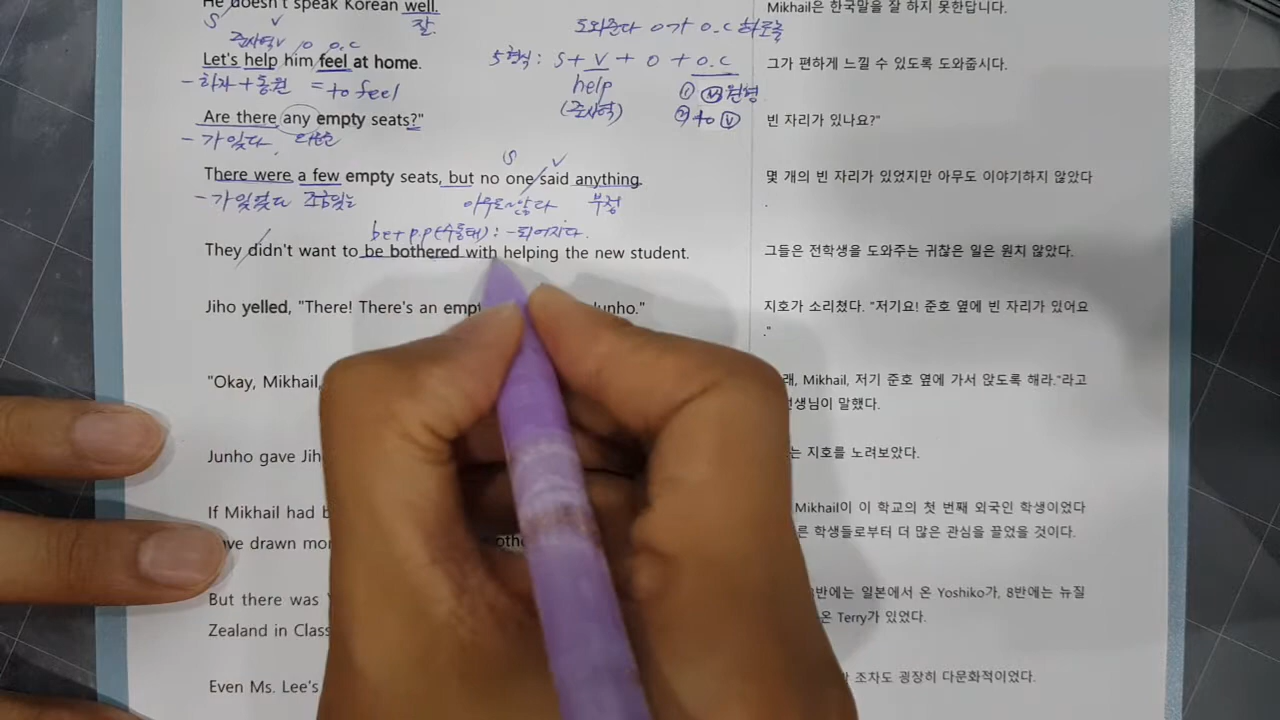 He doesn't speak Korean well.
Mikhail은 한국말을 잘 하지 못한답니다.
S V 잘.
도와준다 O가 O.C 하도록
준사역V O O.C
Let's help him feel at home.
5형식: S + V + O + O.C
그가 편하게 느낄 수 있도록 도와줍시다.
- 하자 + 동원 = to feel
help ① Ⓥ원형
(준사역) ② to Ⓥ
Are there any empty seats?"
빈 자리가 있나요?"
- 가 있다.
S V
There were a few empty seats, but no one said anything.
몇 개의 빈 자리가 있었지만 아무도 이야기하지 않았다
.
- 가 있었다 조금 있는 아무도~않다 부정
be + p.p (수동태) : - 되어지다.
They didn't want to be bothered with helping the new student.
그들은 전학생을 도와주는 귀찮은 일은 원치 않았다.
Jiho yelled, "There! There's an empt unho."
지호가 소리쳤다. "저기요! 준호 옆에 빈 자리가 있어요
."
"Okay, Mikhail,
래, Mikhail, 저기 준호 옆에 가서 앉도록 해라."라고
선생님이 말했다.
Junho gave Jih
는 지호를 노려보았다.
If Mikhail had b
Mikhail이 이 학교의 첫 번째 외국인 학생이었다
ve drawn mor othe
른 학생들로부터 더 많은 관심을 끌었을 것이다.
But there was
반에는 일본에서 온 Yoshiko가, 8반에는 뉴질
Zealand in Class
온 Terry가 있었다.
Even Ms. Lee's
조차도 굉장히 다문화적이었다.